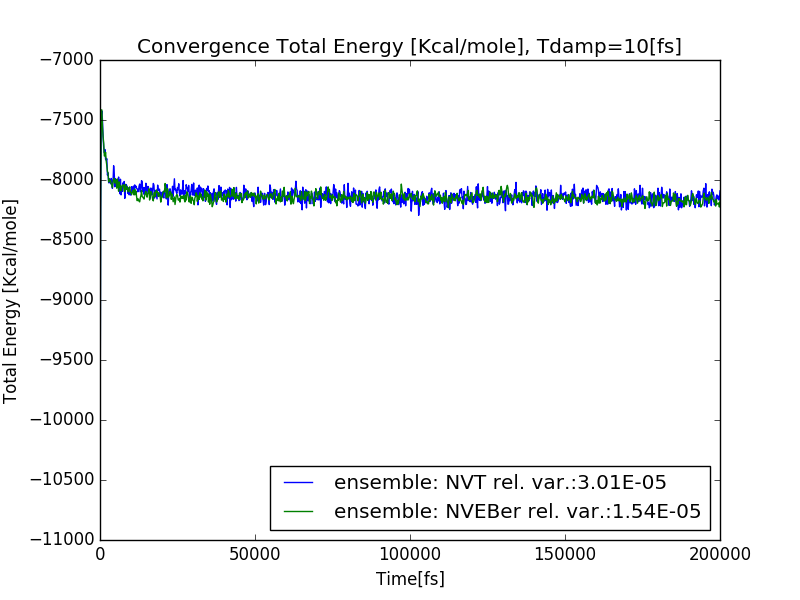 Convergence Total Energy [Kcal/mole], Tdamp=10[fs]
Total Energy [Kcal/mole]
−7000
−7500
−8000
−8500
−9000
−9500
−10000
−10500
−11000
ensemble: NVT rel. var.:3.01E-05
ensemble: NVEBer rel. var.:1.54E-05
0 50000 100000 150000 200000
Time[fs]